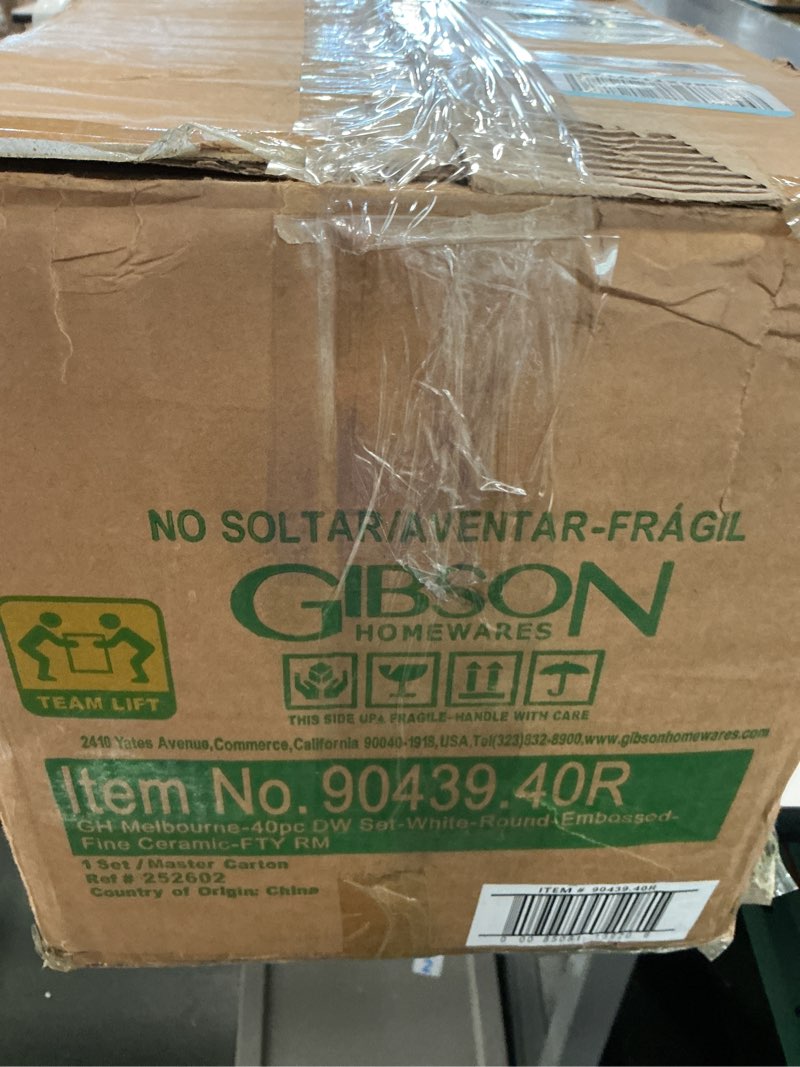 NO SOLTAR/AVENTAR-FRÁGIL
GIBSON
HOMEWARES
TEAM LIFT
THIS SIDE UP& FRAGILE-HANDLE WITH CARE
2410 Yates Avenue,Commerce,California 90040-1918,USA,Tel(323)832-8900,www.gibsonhomewares.com
Item No. 90439.40R
GH Melbourne-40pc DW Set-White-Round Embossed-
Fine Ceramic-FTY RM
1 Set / Master Carton
Ref # 252602
Country of Origin: China
ITEM # 90439.40R
0 00 85081